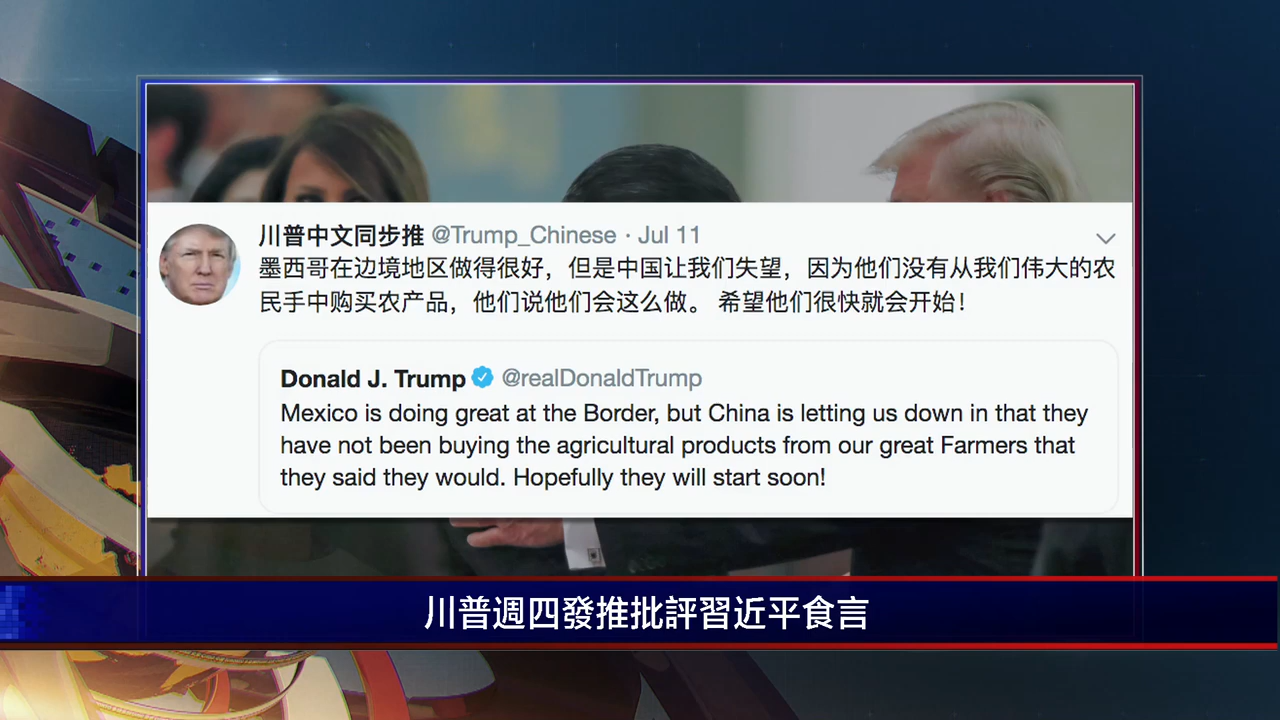 川普中文同步推 @Trump_Chinese · Jul 11
墨西哥在边境地区做得很好，但是中国让我们失望，因为他们没有从我们伟大的农
民手中购买农产品，他们说他们会这么做。 希望他们很快就会开始！
Donald J. Trump @realDonaldTrump
Mexico is doing great at the Border, but China is letting us down in that they
have not been buying the agricultural products from our great Farmers that
they said they would. Hopefully they will start soon!
川普週四發推批評習近平食言